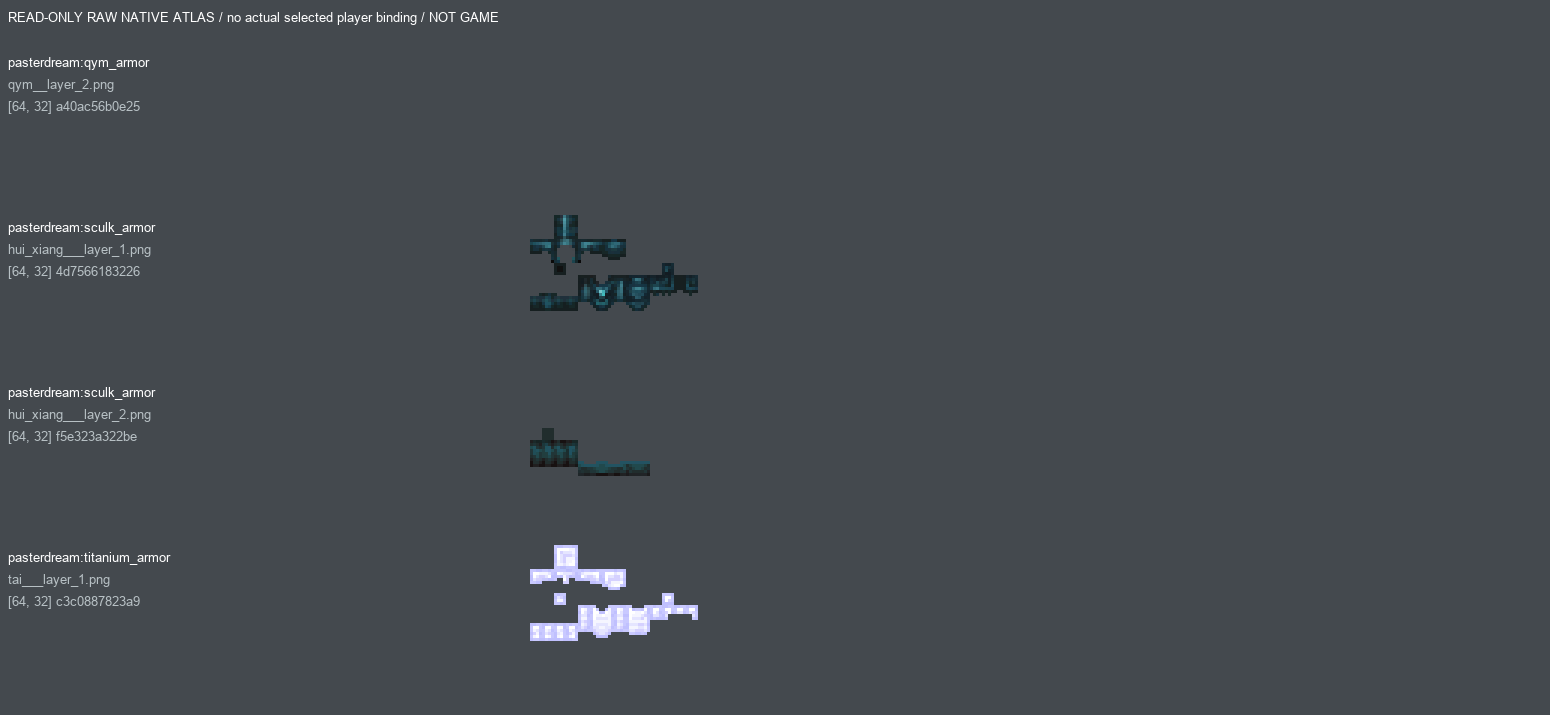 READ-ONLY RAW NATIVE ATLAS / no actual selected player binding / NOT GAME
pasterdream:qym_armor
qym__layer_2.png
[64, 32] a40ac56b0e25
pasterdream:sculk_armor
hui_xiang___layer_1.png
[64, 32] 4d7566183226
pasterdream:sculk_armor
hui_xiang___layer_2.png
[64, 32] f5e323a322be
pasterdream:titanium_armor
tai___layer_1.png
[64, 32] c3c0887823a9